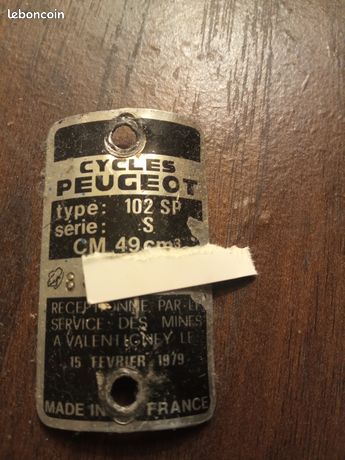 leboncoin
CYCLES
PEUGEOT
type: 102 SP
série: S
CM 49 cm³
8
RECEPTIONNE PAR LE
SERVICE DES MINES
A VALENTIGNEY LE
15 FEVRIER 1979
MADE IN FRANCE